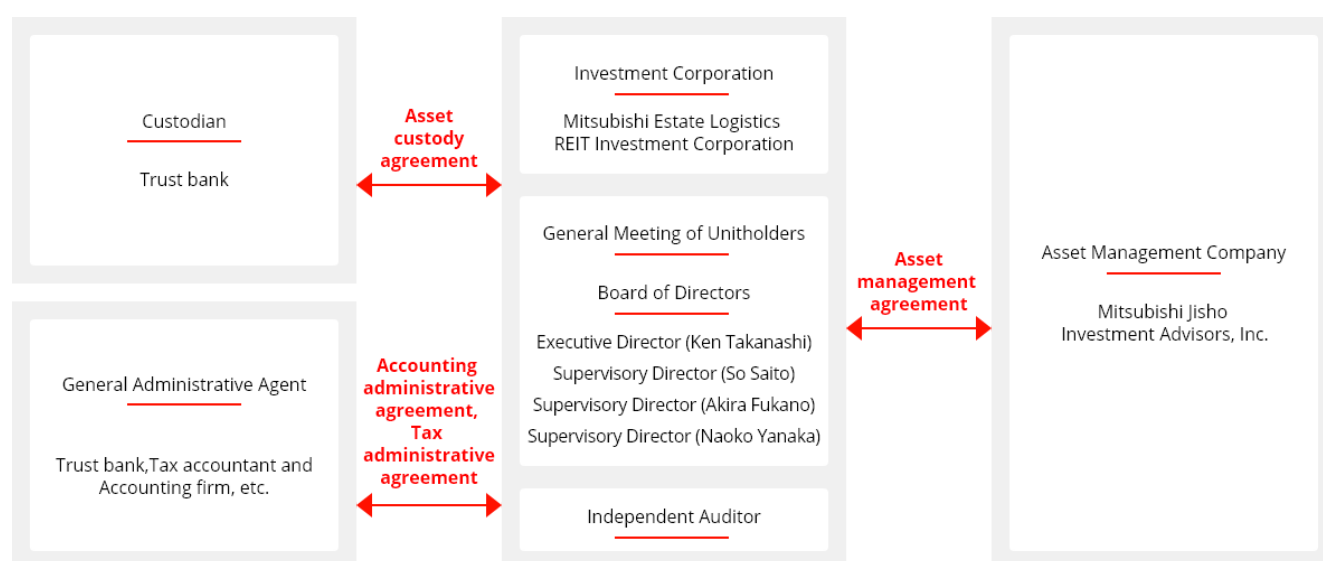 Custodian
Trust bank
Asset
custody
agreement
Investment Corporation
Mitsubishi Estate Logistics
REIT Investment Corporation
General Meeting of Unitholders
Board of Directors
Executive Director (Ken Takanashi)
Supervisory Director (So Saito)
Supervisory Director (Akira Fukano)
Supervisory Director (Naoko Yanaka)
Independent Auditor
General Administrative Agent
Trust bank,Tax accountant and
Accounting firm, etc.
Accounting
administrative
agreement,
Tax
administrative
agreement
Asset
management
agreement
Asset Management Company
Mitsubishi Jisho
Investment Advisors, Inc.